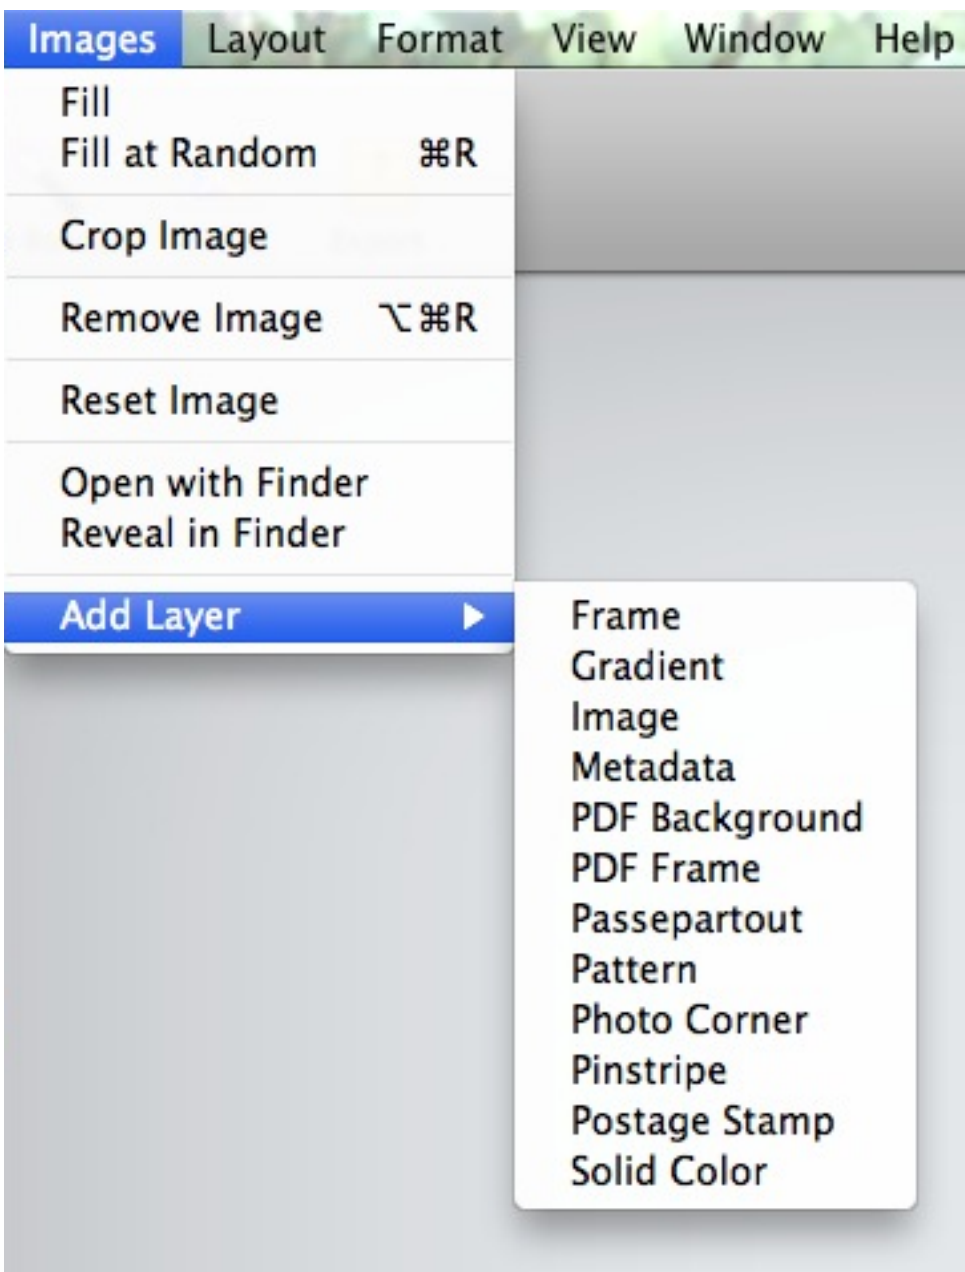 Images Layout Format View Window Help
Fill
Fill at Random ⌘R
Crop Image
Remove Image ⌥⌘R
Reset Image
Open with Finder
Reveal in Finder
Add Layer ▶
Frame
Gradient
Image
Metadata
PDF Background
PDF Frame
Passepartout
Pattern
Photo Corner
Pinstripe
Postage Stamp
Solid Color